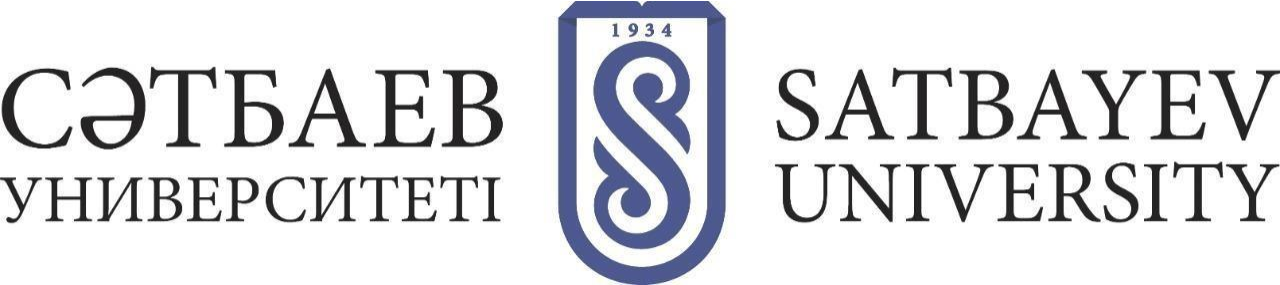 СӘТБАЕВ
УНИВЕРСИТЕТІ
1934
SATBAYEV
UNIVERSITY